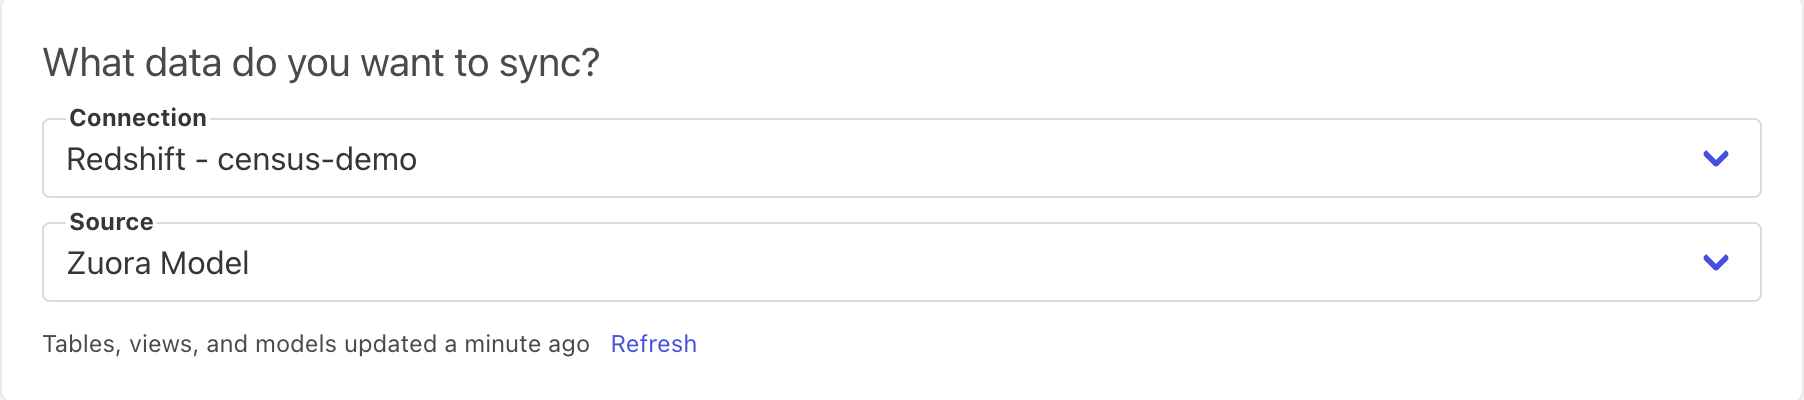 What data do you want to sync?
Connection
Redshift - census-demo
Source
Zuora Model
Tables, views, and models updated a minute ago Refresh